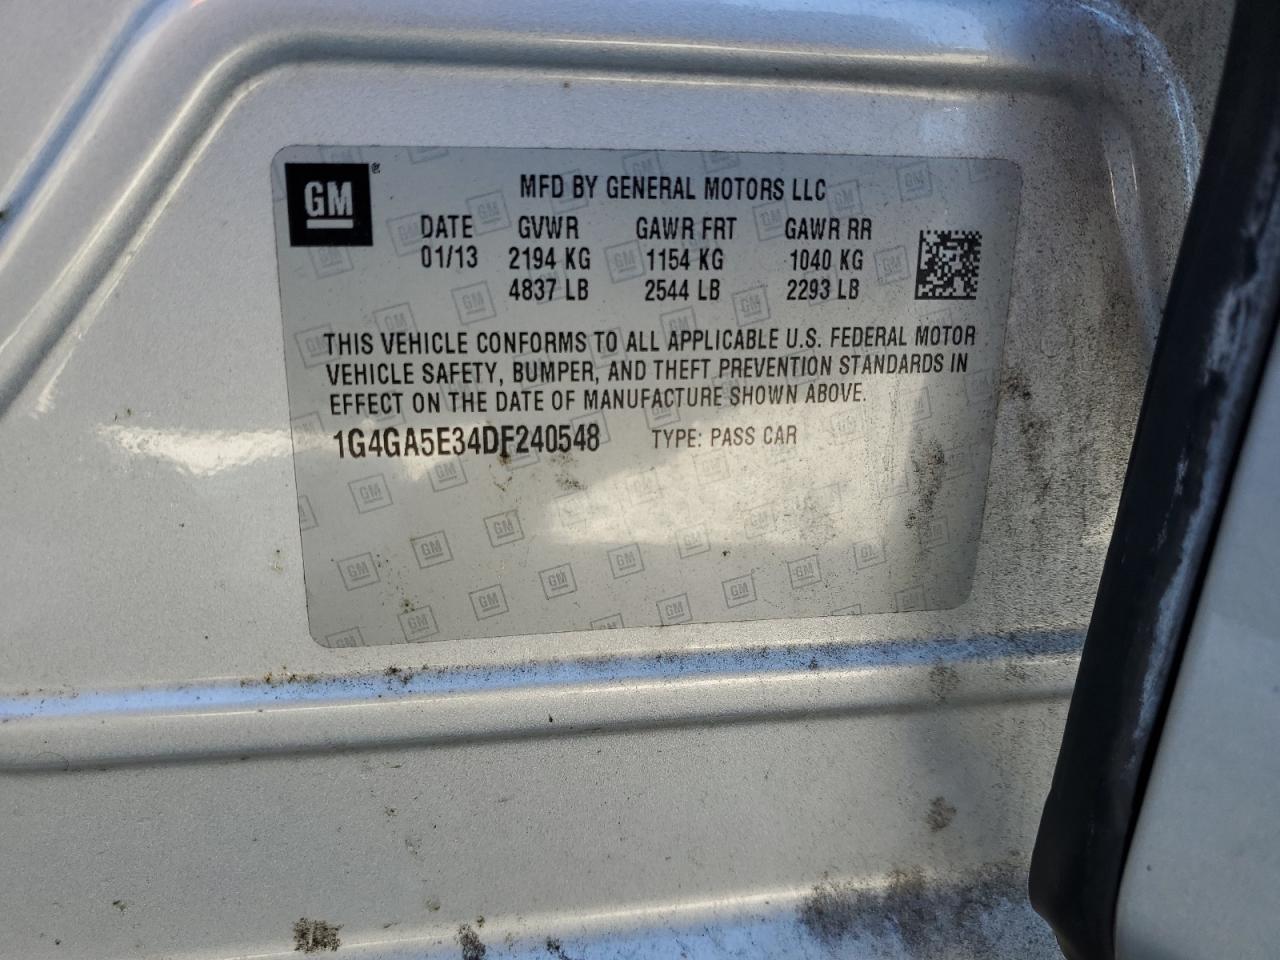 GM ®
MFD BY GENERAL MOTORS LLC
DATE GVWR GAWR FRT GAWR RR
01/13 2194 KG 1154 KG 1040 KG
4837 LB 2544 LB 2293 LB
THIS VEHICLE CONFORMS TO ALL APPLICABLE U.S. FEDERAL MOTOR
VEHICLE SAFETY, BUMPER, AND THEFT PREVENTION STANDARDS IN
EFFECT ON THE DATE OF MANUFACTURE SHOWN ABOVE.
1G4GA5E34DF240548 TYPE: PASS CAR